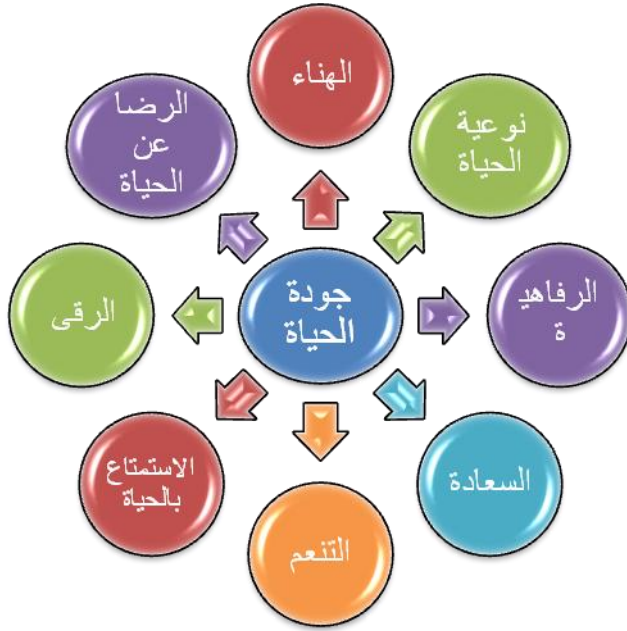 الهناء
نوعية
الحياة
الرفاهي
ة
السعادة
التنعم
الاستمتاع
بالحياة
الرقى
الرضا
عن
الحياة
جودة
الحياة